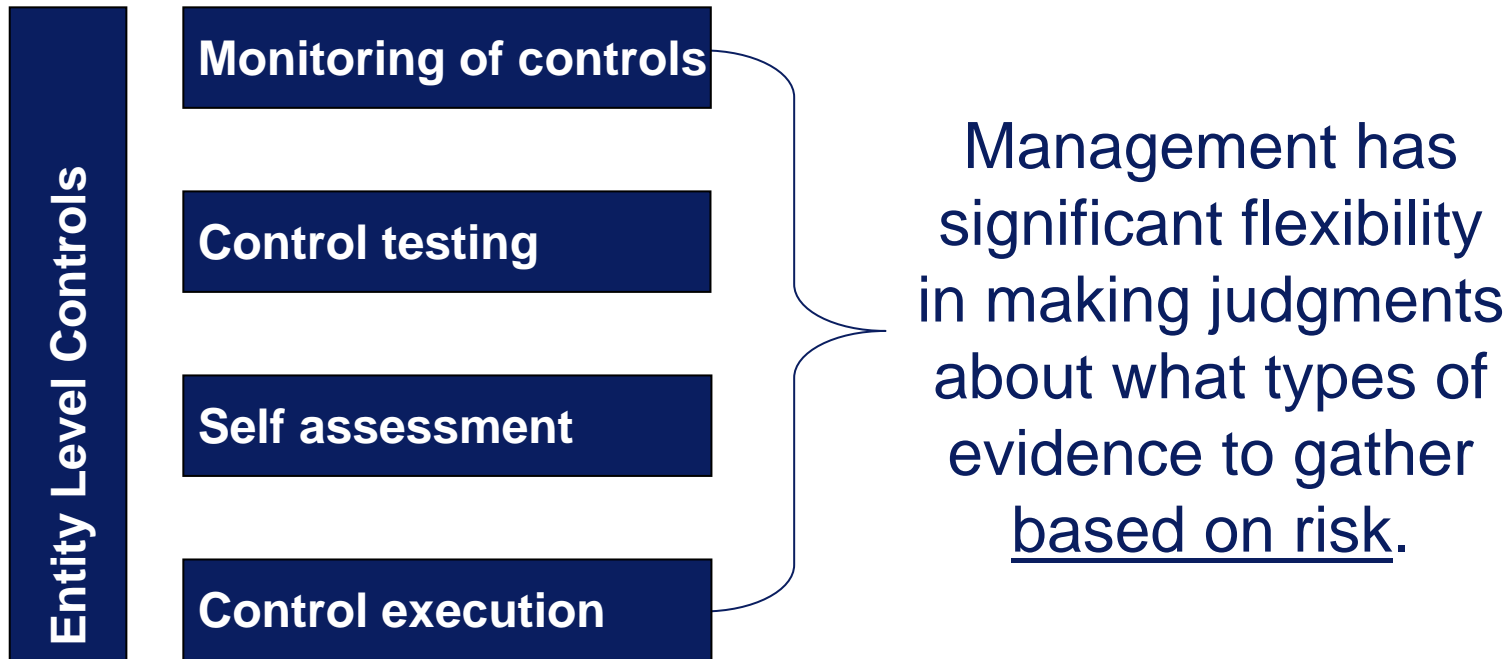 Entity Level Controls
Monitoring of controls
Control testing
Self assessment
Control execution
Management has
significant flexibility
in making judgments
about what types of
evidence to gather
based on risk.